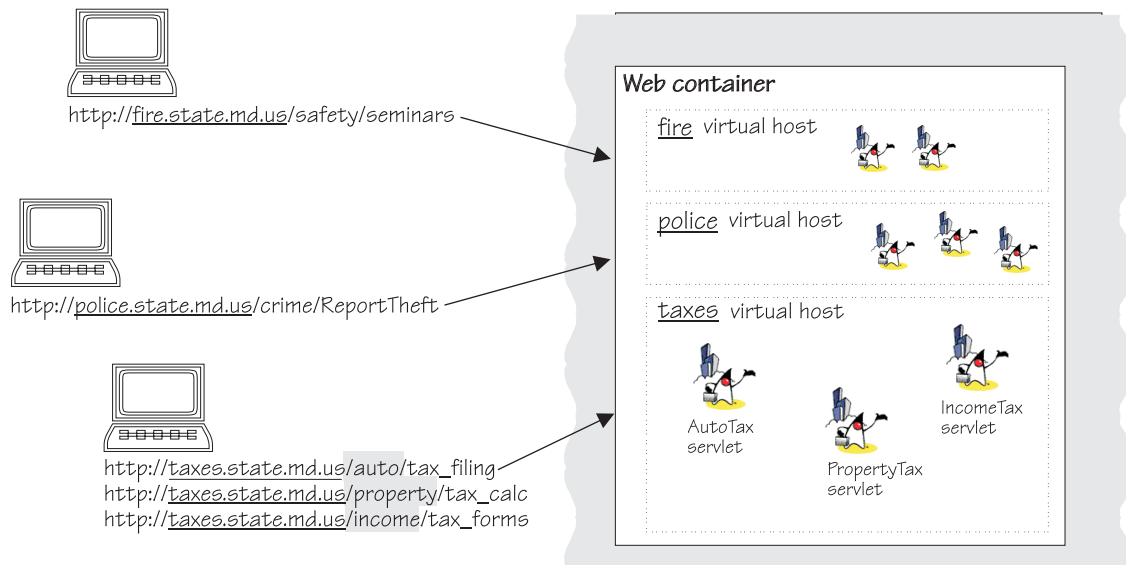 Web container
http://fire.state.md.us/safety/seminars
fire virtual host
police virtual host
http://police.state.md.us/crime/ReportTheft
taxes virtual host
AutoTax
servlet
PropertyTax
servlet
IncomeTax
servlet
http://taxes.state.md.us/auto/tax_filing
http://taxes.state.md.us/property/tax_calc
http://taxes.state.md.us/income/tax_forms